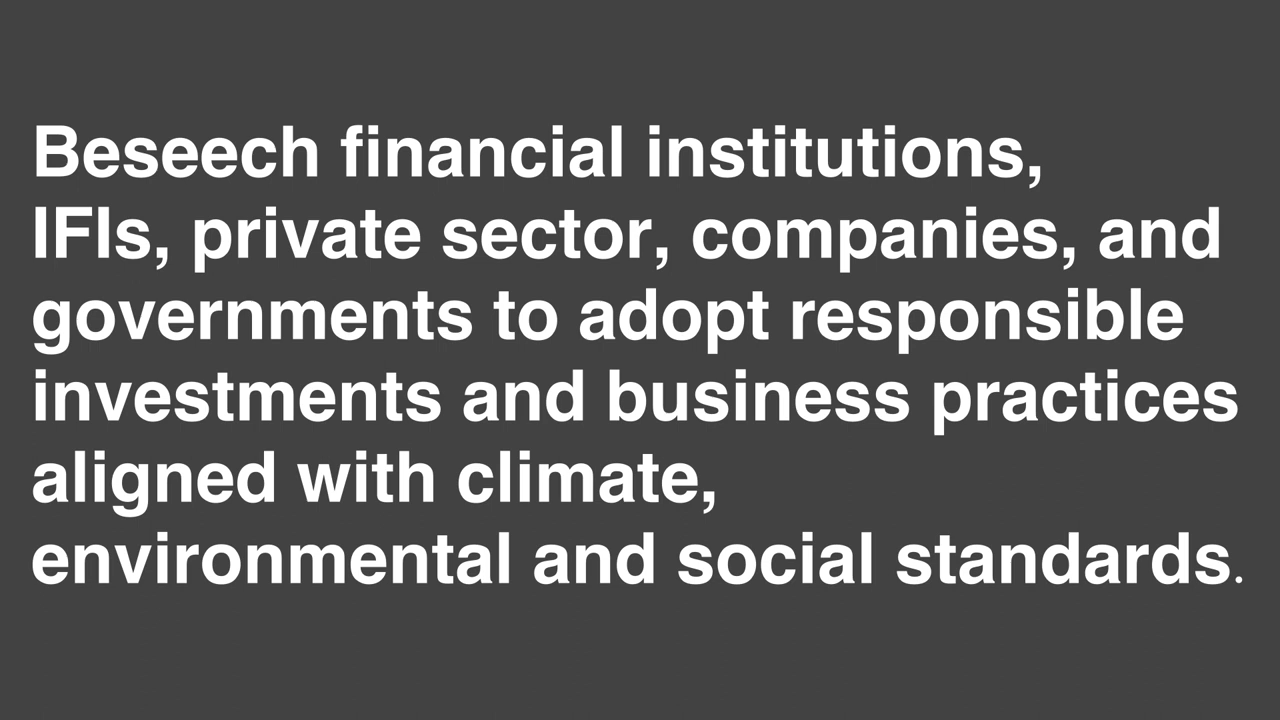 Beseech financial institutions,
IFIs, private sector, companies, and
governments to adopt responsible
investments and business practices
aligned with climate,
environmental and social standards.